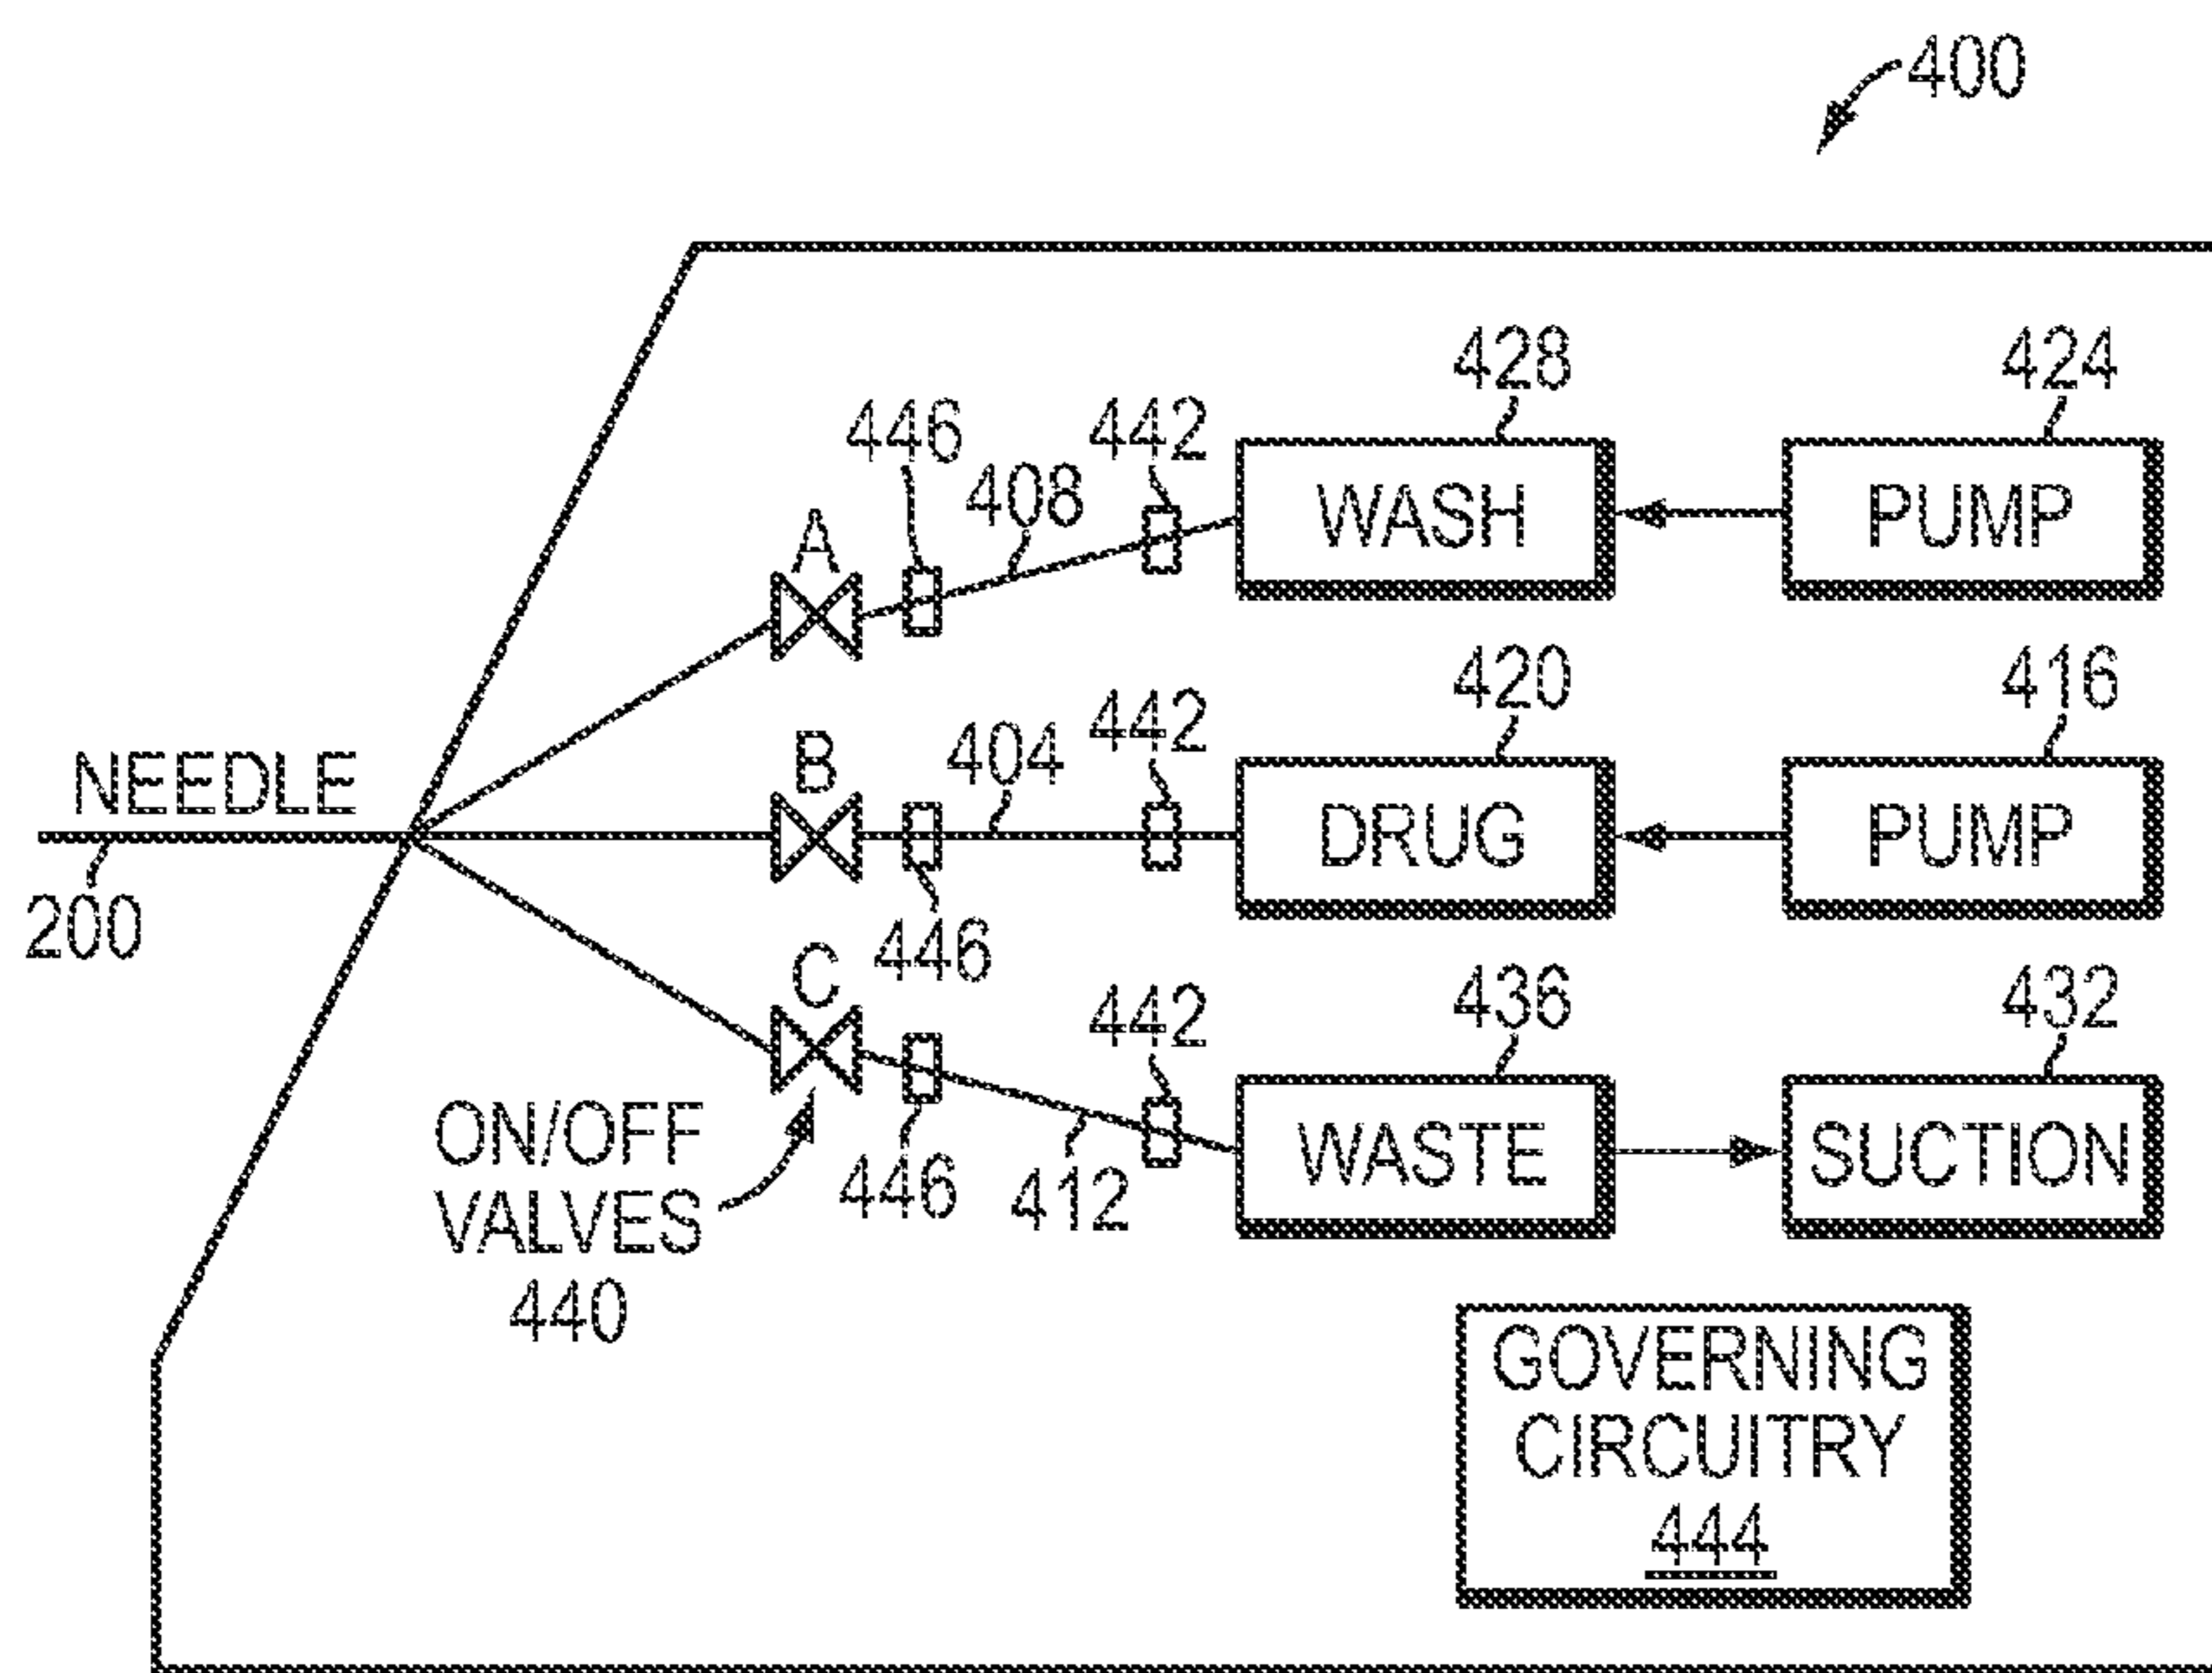 400
428
424
446
442
408
A
WASH
PUMP
420
416
442
404
B
NEEDLE
DRUG
PUMP
200
446
C
436
432
442
ON/OFF
VALVES
440
446
412
WASTE
SUCTION
GOVERNING
CIRCUITRY
444